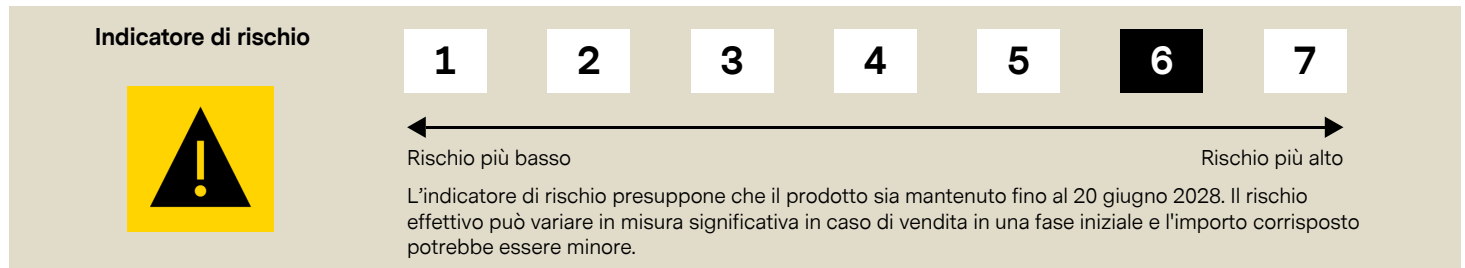 Indicatore di rischio
1 2 3 4 5 6 7
!
Rischio più basso Rischio più alto
L’indicatore di rischio presuppone che il prodotto sia mantenuto fino al 20 giugno 2028. Il rischio
effettivo può variare in misura significativa in caso di vendita in una fase iniziale e l'importo corrisposto
potrebbe essere minore.